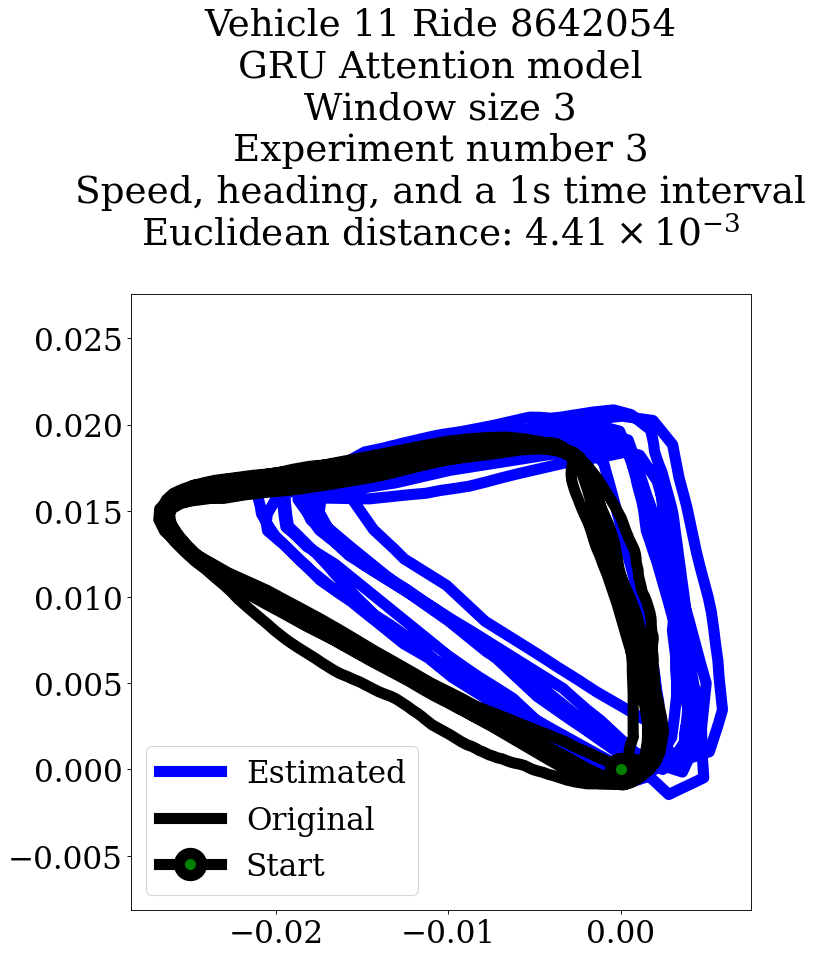 Vehicle 11 Ride 8642054
GRU Attention model
Window size 3
Experiment number 3
Speed, heading, and a 1s time interval
Euclidean distance: 4.41 × 10⁻³
0.025
0.020
0.015
0.010
0.005
0.000
−0.005
Estimated
Original
Start
−0.02 −0.01 0.00